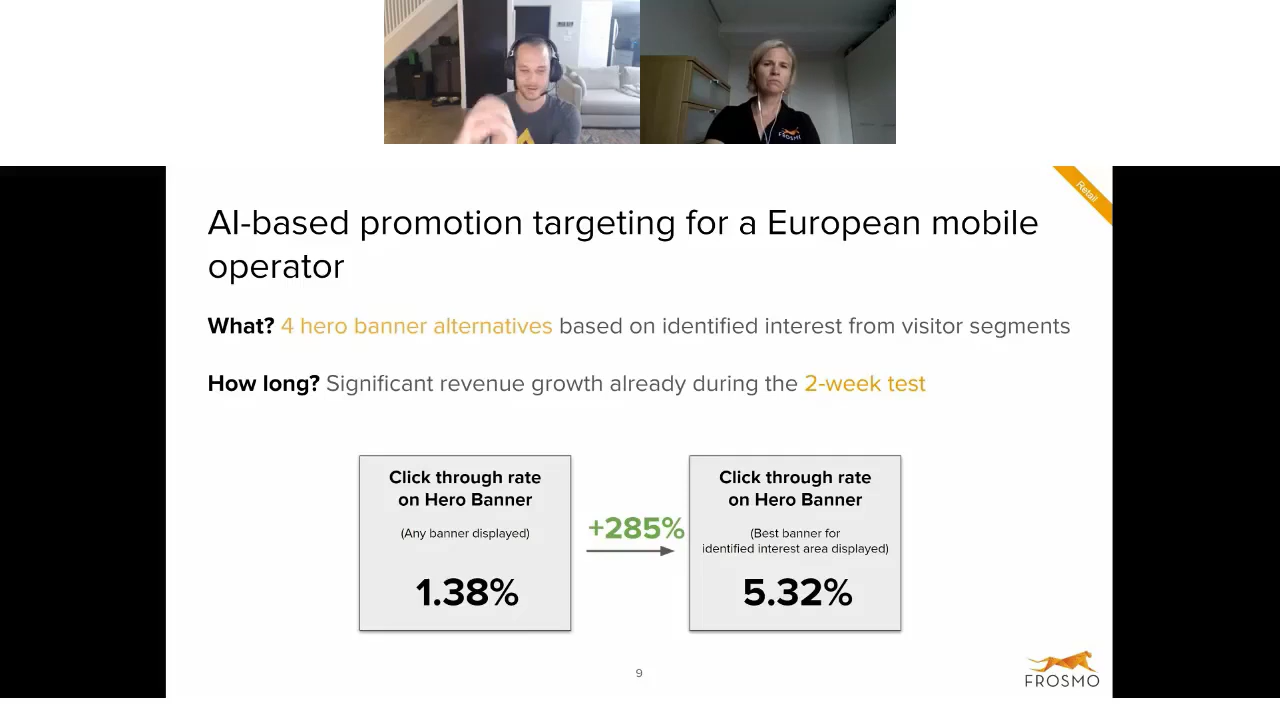 FROSMO
Retail
AI-based promotion targeting for a European mobile
operator
What? 4 hero banner alternatives based on identified interest from visitor segments
How long? Significant revenue growth already during the 2-week test
Click through rate
on Hero Banner
(Any banner displayed)
1.38%
+285%
Click through rate
on Hero Banner
(Best banner for
identified interest area displayed)
5.32%
9
FROSMO